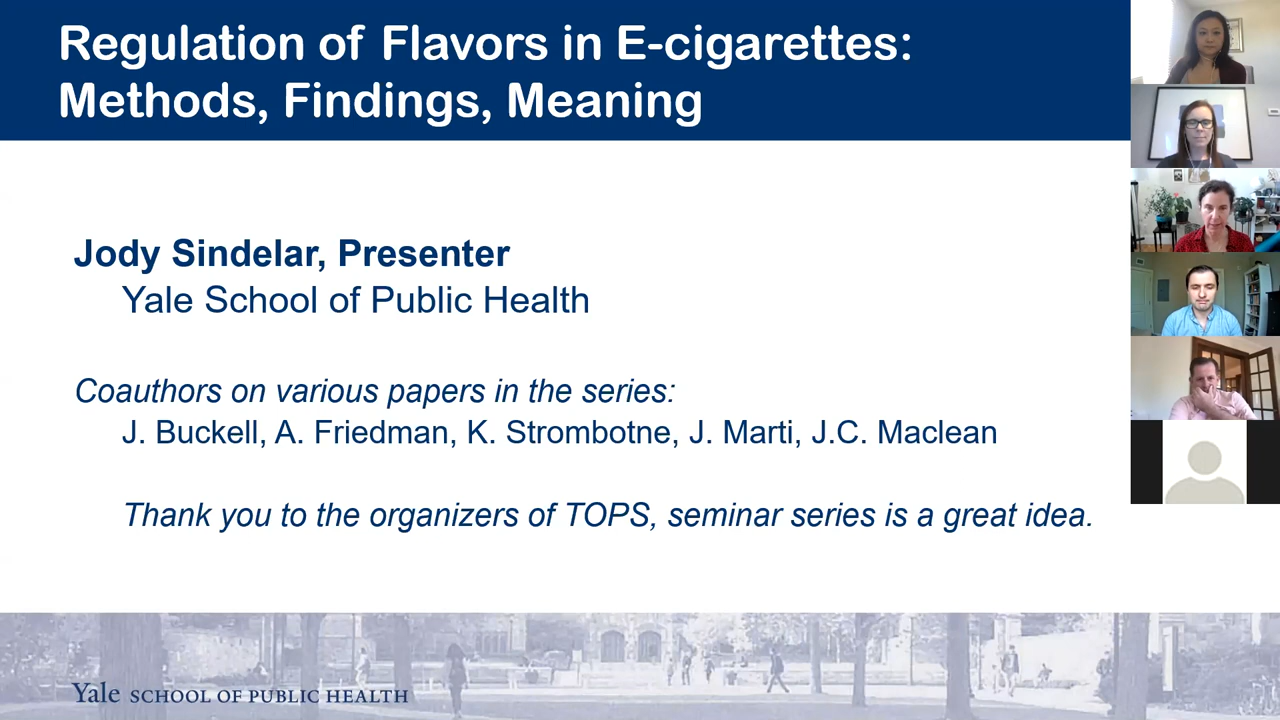 Regulation of Flavors in E-cigarettes:
Methods, Findings, Meaning
Jody Sindelar, Presenter
Yale School of Public Health
Coauthors on various papers in the series:
J. Buckell, A. Friedman, K. Strombotne, J. Marti, J.C. Maclean
Thank you to the organizers of TOPS, seminar series is a great idea.
Yale SCHOOL OF PUBLIC HEALTH